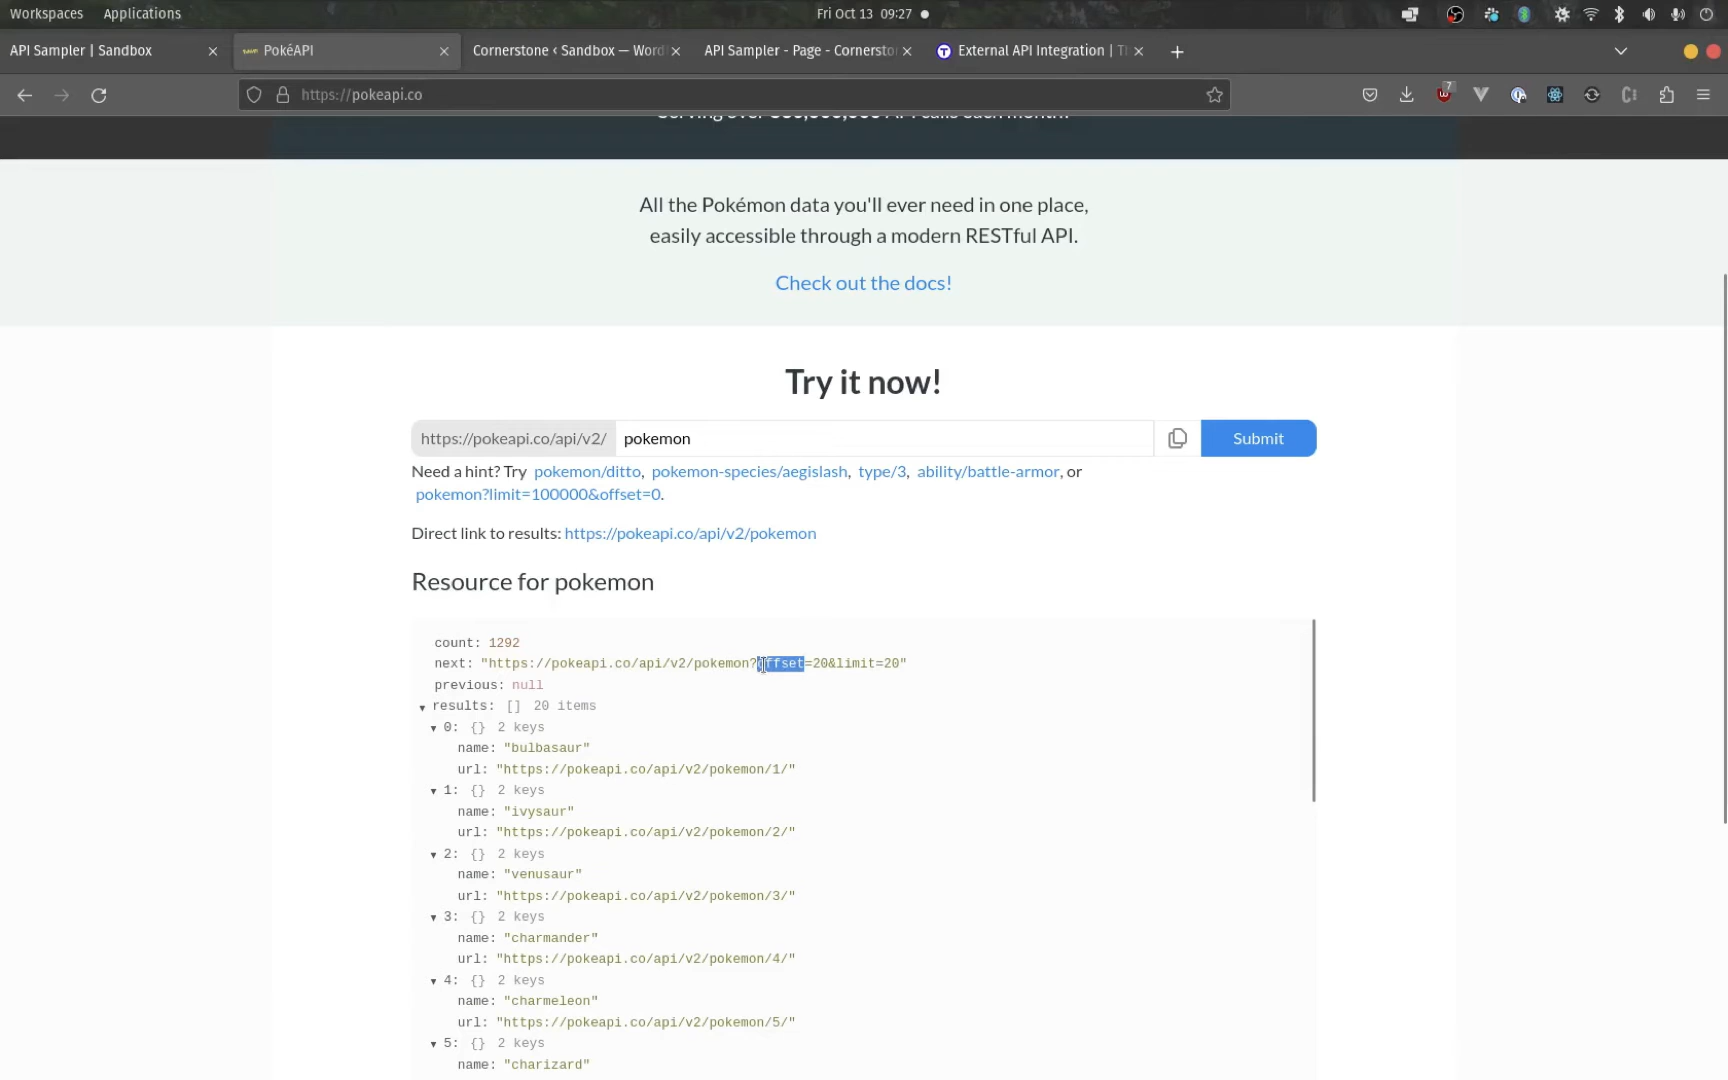 Workspaces Applications Fri Oct 13 09:27
API Sampler | Sandbox PokéAPI Cornerstone ‹ Sandbox — Word API Sampler - Page - Cornersto External API Integration | Th
https://pokeapi.co 7
Serving over API calls each month!
All the Pokémon data you'll ever need in one place,
easily accessible through a modern RESTful API.
Check out the docs!
Try it now!
https://pokeapi.co/api/v2/ pokemon Submit
Need a hint? Try pokemon/ditto, pokemon-species/aegislash, type/3, ability/battle-armor, or
pokemon?limit=100000&offset=0.
Direct link to results: https://pokeapi.co/api/v2/pokemon
Resource for pokemon
count: 1292
next: "https://pokeapi.co/api/v2/pokemon?offset=20&limit=20"
previous: null
results: [] 20 items
0: {} 2 keys
name: "bulbasaur"
url: "https://pokeapi.co/api/v2/pokemon/1/"
1: {} 2 keys
name: "ivysaur"
url: "https://pokeapi.co/api/v2/pokemon/2/"
2: {} 2 keys
name: "venusaur"
url: "https://pokeapi.co/api/v2/pokemon/3/"
3: {} 2 keys
name: "charmander"
url: "https://pokeapi.co/api/v2/pokemon/4/"
4: {} 2 keys
name: "charmeleon"
url: "https://pokeapi.co/api/v2/pokemon/5/"
5: {} 2 keys
name: "charizard"